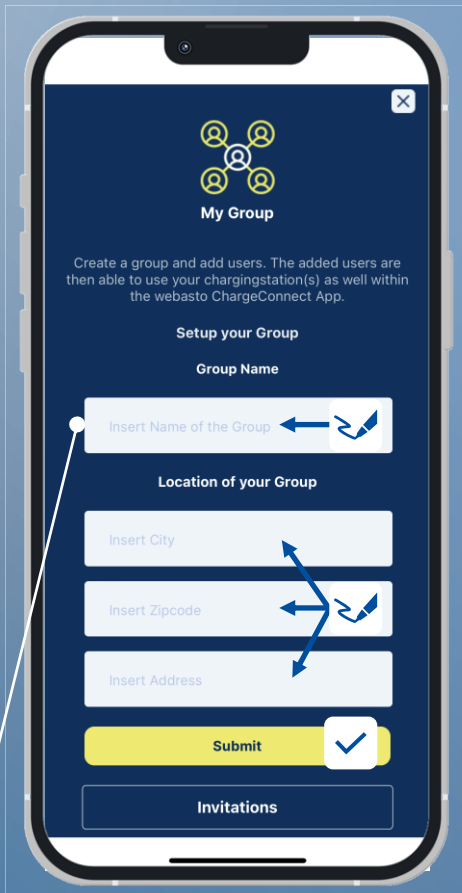 My Group
Create a group and add users. The added users are
then able to use your chargingstation(s) as well within
the webasto ChargeConnect App.
Setup your Group
Group Name
Insert Name of the Group
Location of your Group
Insert City
Insert Zipcode
Insert Address
Submit
Invitations